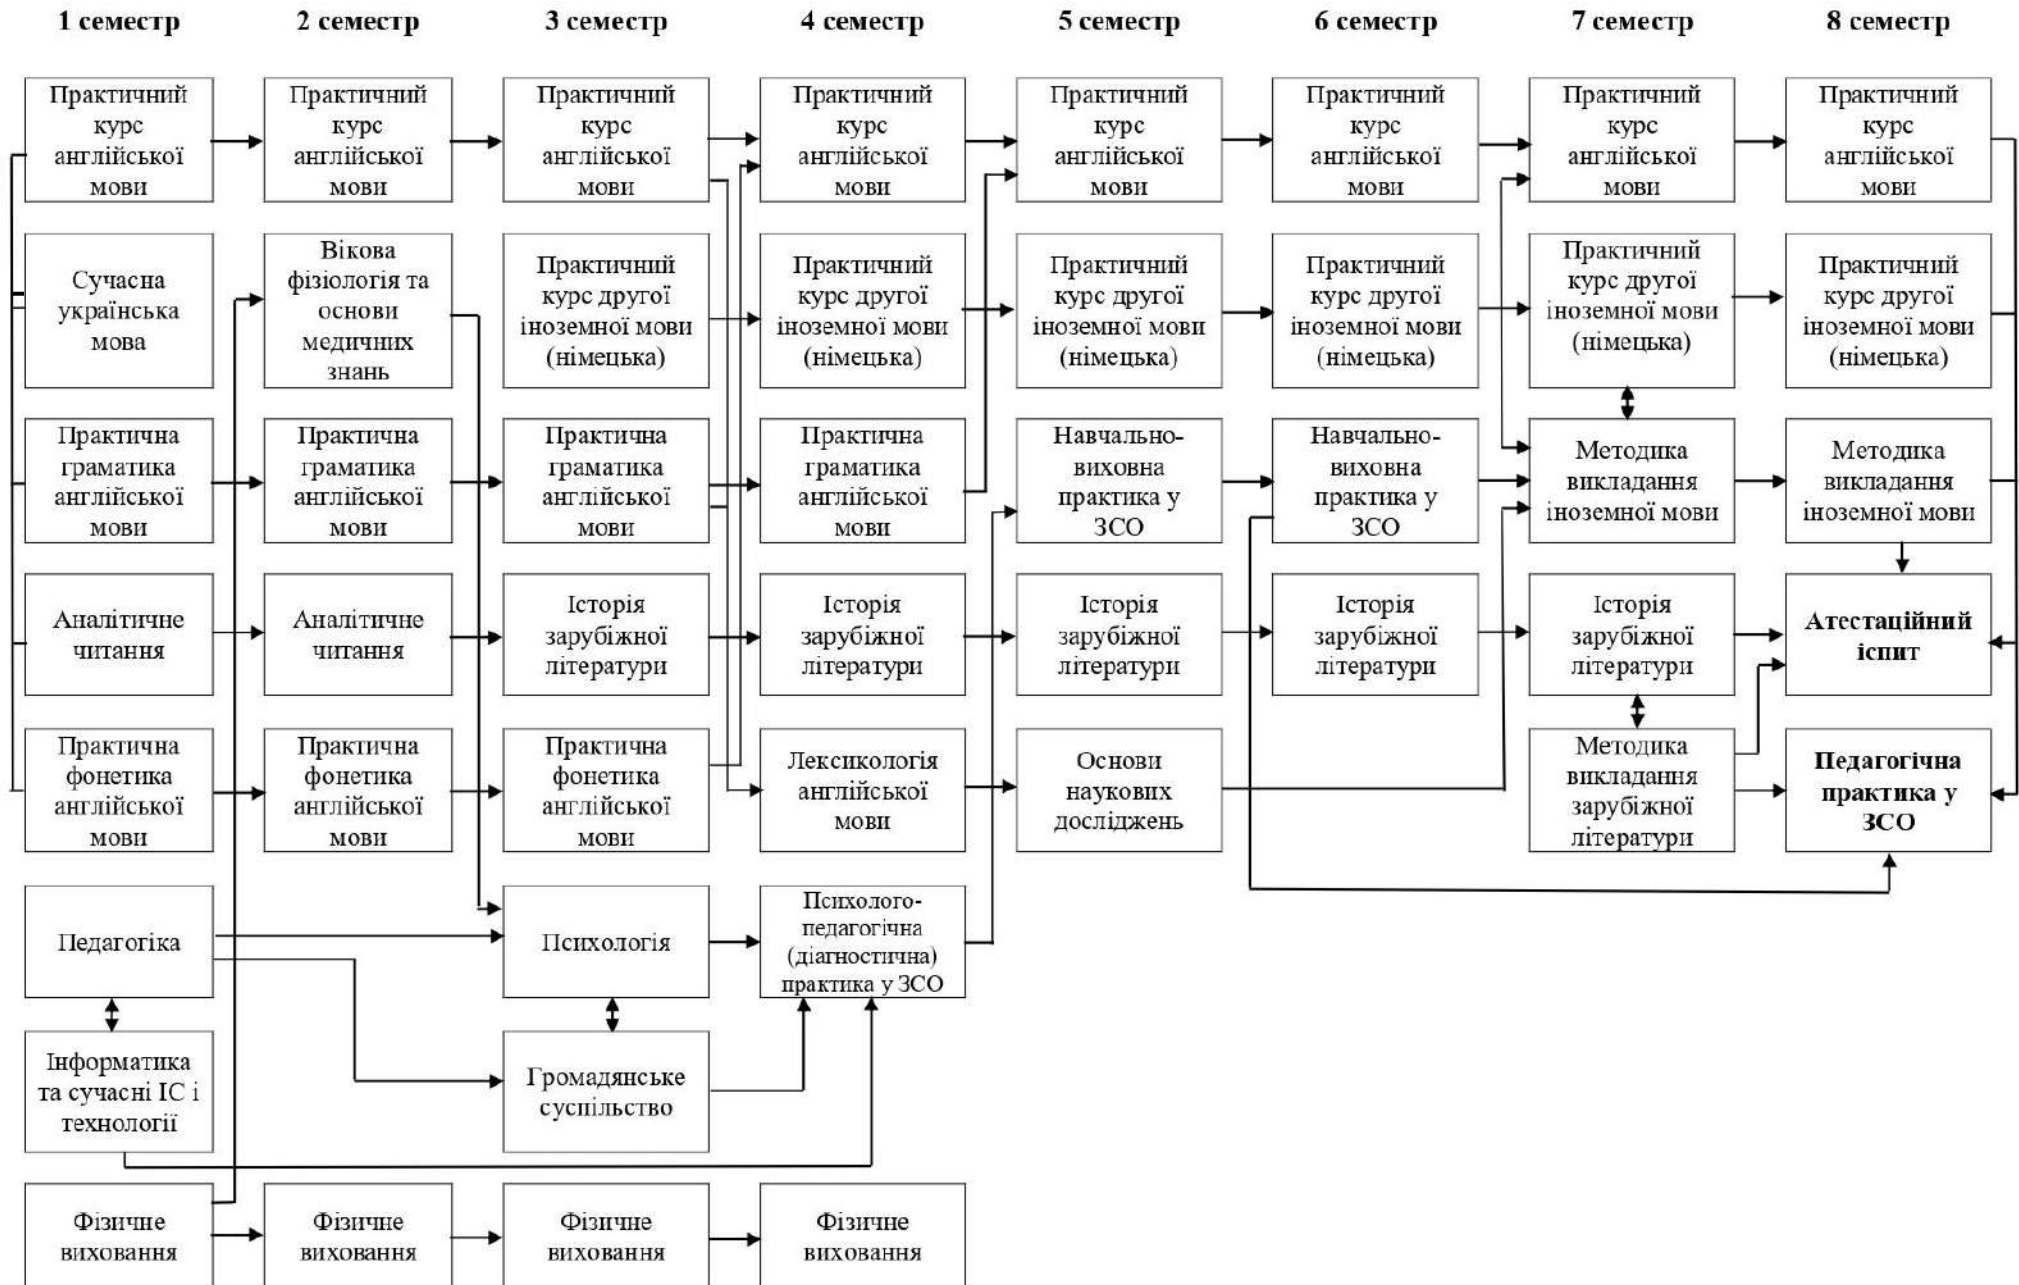 1 семестр
2 семестр
3 семестр
4 семестр
5 семестр
6 семестр
7 семестр
8 семестр
Практичний
курс
англійської
мови
Практичний
курс
англійської
мови
Практичний
курс
англійської
мови
Практичний
курс
англійської
мови
Практичний
курс
англійської
мови
Практичний
курс
англійської
мови
Практичний
курс
англійської
мови
Практичний
курс
англійської
мови
Сучасна
українська
мова
Вікова
фізіологія та
основи
медичних
знань
Практичний
курс другої
іноземної мови
(німецька)
Практичний
курс другої
іноземної мови
(німецька)
Практичний
курс другої
іноземної мови
(німецька)
Практичний
курс другої
іноземної мови
(німецька)
Практичний
курс другої
іноземної мови
(німецька)
Практичний
курс другої
іноземної мови
(німецька)
Практична
граматика
англійської
мови
Практична
граматика
англійської
мови
Практична
граматика
англійської
мови
Практична
граматика
англійської
мови
Навчально-
виховна
практика у
ЗСО
Навчально-
виховна
практика у
ЗСО
Методика
викладання
іноземної мови
Методика
викладання
іноземної мови
Аналітичне
читання
Аналітичне
читання
Історія
зарубіжної
літератури
Історія
зарубіжної
літератури
Історія
зарубіжної
літератури
Історія
зарубіжної
літератури
Історія
зарубіжної
літератури
Атестаційний
іспит
Практична
фонетика
англійської
мови
Практична
фонетика
англійської
мови
Практична
фонетика
англійської
мови
Лексикологія
англійської
мови
Основи
наукових
досліджень
Методика
викладання
зарубіжної
літератури
Педагогічна
практика у
ЗСО
Педагогіка
Психологія
Психолого-
педагогічна
(діагностична)
практика у ЗСО
Інформатика
та сучасні ІС і
технології
Громадянське
суспільство
Фізичне
виховання
Фізичне
виховання
Фізичне
виховання
Фізичне
виховання